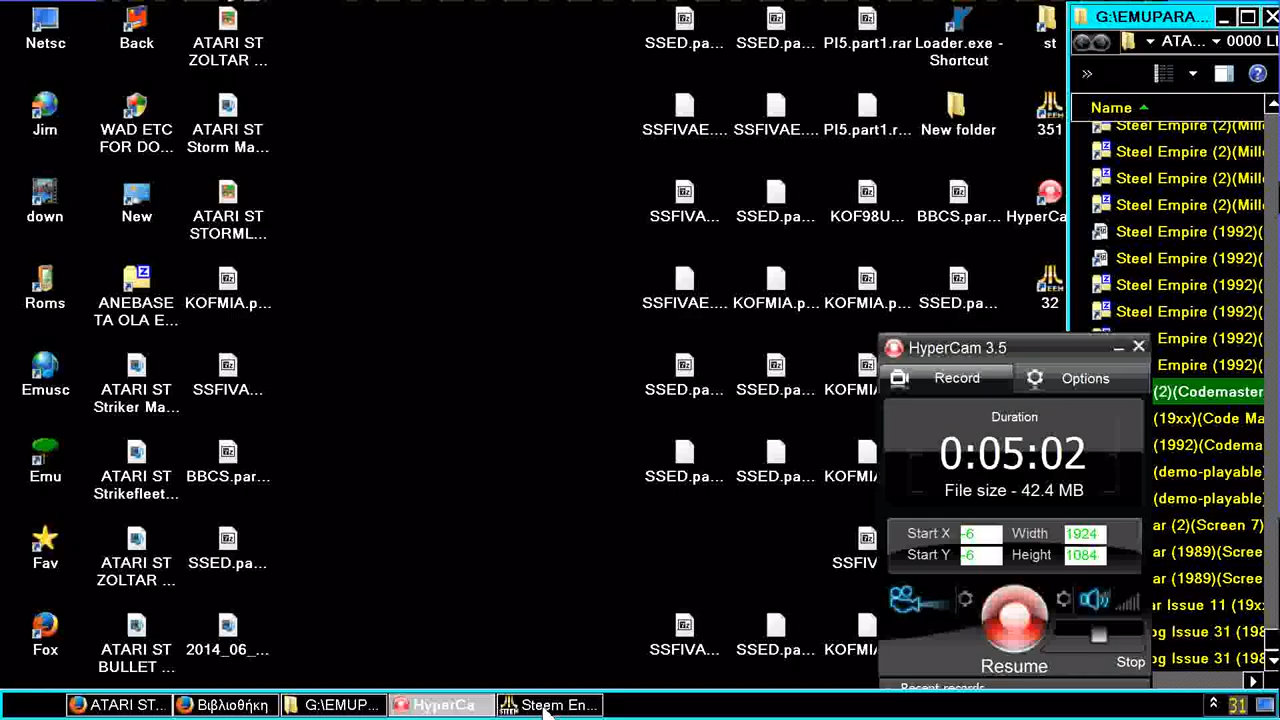 Netsc
Back
ATARI ST
ZOLTAR ...
SSED.pa...
SSED.pa...
PI5.part1.rar
Loader.exe -
Shortcut
st
Jim
WAD ETC
FOR DO...
ATARI ST
Storm Ma...
SSFIVAE....
SSFIVAE....
PI5.part1.r...
New folder
351
down
New
ATARI ST
STORML...
SSFIVA...
SSED.pa...
KOF98U...
BBCS.par...
HyperCa
Roms
ANEBASE
TA OLA E...
KOFMIA.p...
SSFIVAE....
KOFMIA.p...
KOFMIA.p...
SSED.pa...
32
Emusc
ATARI ST
Striker Ma...
SSFIVA...
SSED.pa...
SSED.pa...
KOFMIA
Emu
ATARI ST
Strikefleet...
BBCS.par...
SSED.pa...
SSED.pa...
KOFMI
Fav
ATARI ST
ZOLTAR ...
SSED.pa...
SSFIV
Fox
ATARI ST
BULLET ...
2014_06_...
SSFIVA...
SSED.pa...
KOFMI
G:\EMUPARA...
ATA...
0000 LI
»
Name
Steel Empire (2)(Mill
Steel Empire (2)(Mill
Steel Empire (2)(Mill
Steel Empire (2)(Mill
Steel Empire (1992)(
Steel Empire (1992)(
Steel Empire (1992)(
Steel Empire (1992)(
Empire (1992)(
Empire (1992)(
(2)(Codemaster
(19xx)(Code Ma
(1992)(Codema
(demo-playable)
(demo-playable)
ar (2)(Screen 7)
ar (1989)(Scree
ar (1989)(Scree
ar Issue 11 (19x
og Issue 31 (198
og Issue 31 (198
HyperCam 3.5
Record
Options
Duration
0:05:02
File size - 42.4 MB
Start X
-6
Width
1924
Start Y
-6
Height
1084
Resume
Stop
Recent records
ATARI ST...
Βιβλιοθήκη
G:\EMUP...
HyperCa
Steem En...
31